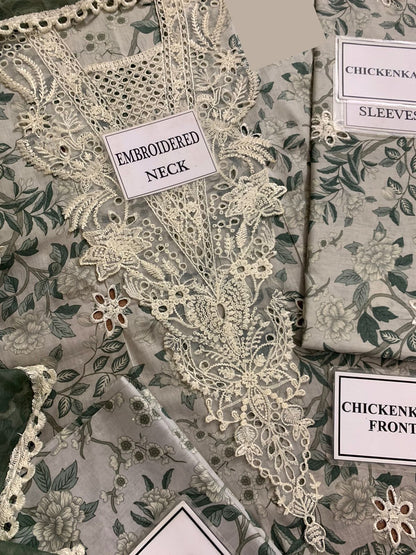 CHICKENKA
SLEEVES
EMBROIDERED
NECK
CHICKENKA
FRONT